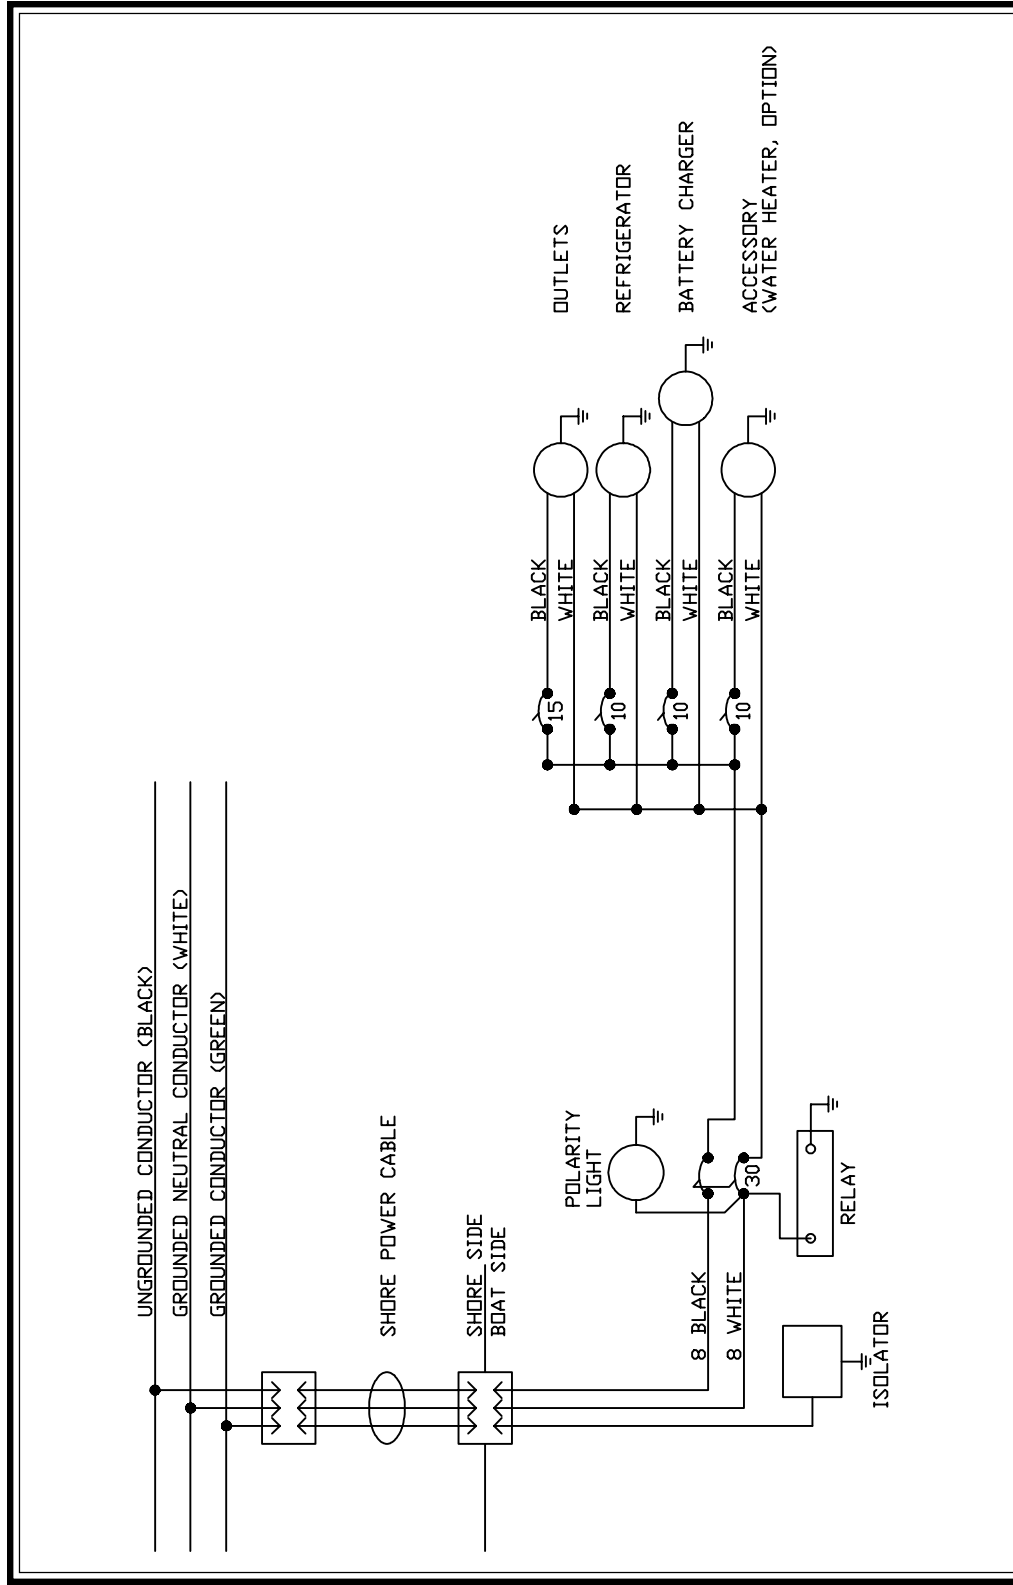 UNGROUNDED CONDUCTOR (BLACK)
GROUNDED NEUTRAL CONDUCTOR (WHITE)
GROUNDED CONDUCTOR (GREEN)
SHORE POWER CABLE
SHORE SIDE
BOAT SIDE
POLARITY
LIGHT
8 BLACK
8 WHITE
30
RELAY
ISOLATOR
BLACK
WHITE
15
OUTLETS
BLACK
WHITE
10
REFRIGERATOR
BLACK
WHITE
10
BATTERY CHARGER
BLACK
WHITE
10
ACCESSORY
(WATER HEATER, OPTION)